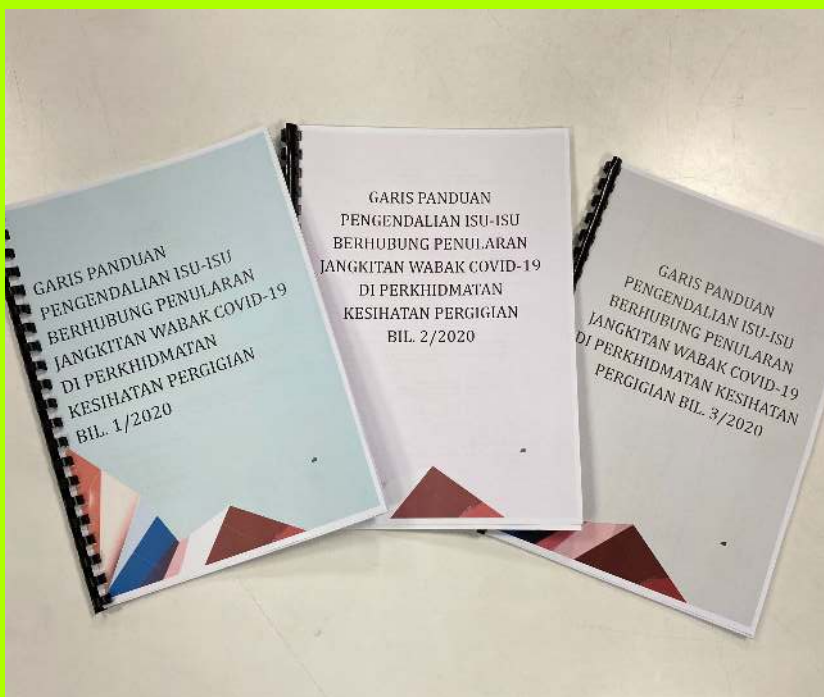 GARIS PANDUAN
PENGENDALIAN ISU-ISU
BERHUBUNG PENULARAN
JANGKITAN WABAK COVID-19
DI PERKHIDMATAN
KESIHATAN PERGIGIAN
BIL. 1/2020
GARIS PANDUAN
PENGENDALIAN ISU-ISU
BERHUBUNG PENULARAN
JANGKITAN WABAK COVID-19
DI PERKHIDMATAN
KESIHATAN PERGIGIAN
BIL. 2/2020
GARIS PANDUAN
PENGENDALIAN ISU-ISU
BERHUBUNG PENULARAN
JANGKITAN WABAK COVID-19
DI PERKHIDMATAN KESIHATAN
PERGIGIAN BIL. 3/2020